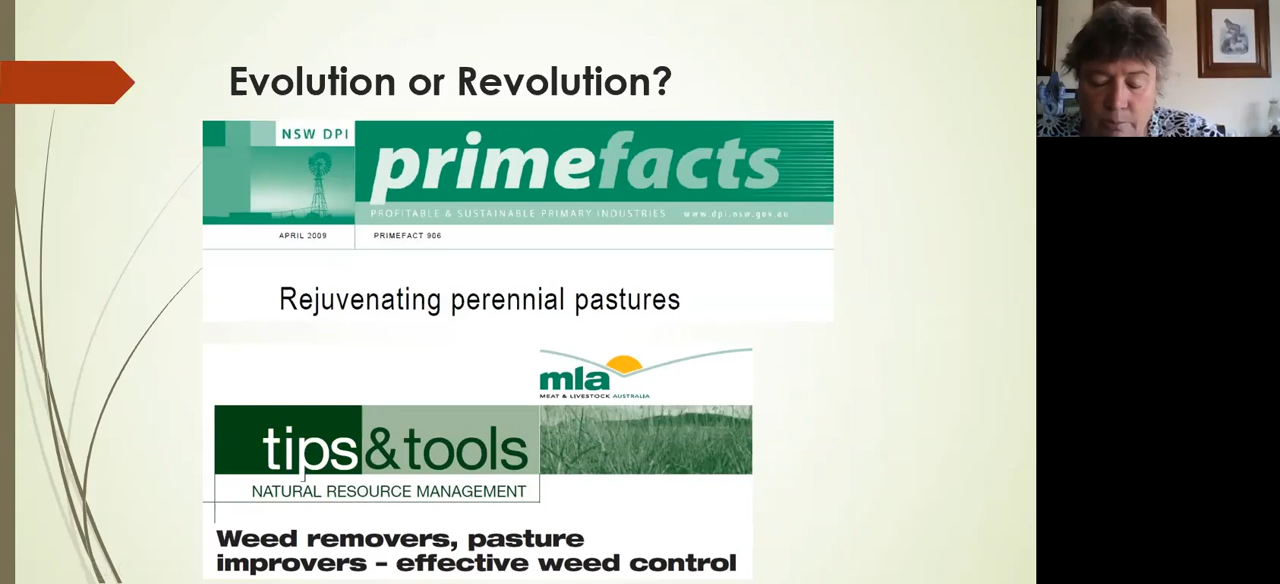 Evolution or Revolution?
NSW DPI
primefacts
PROFITABLE & SUSTAINABLE PRIMARY INDUSTRIES www.dpi.nsw.gov.au
APRIL 2009 PRIMEFACT 906
Rejuvenating perennial pastures
mla
MEAT & LIVESTOCK AUSTRALIA
tips&tools
NATURAL RESOURCE MANAGEMENT
Weed removers, pasture
improvers – effective weed control